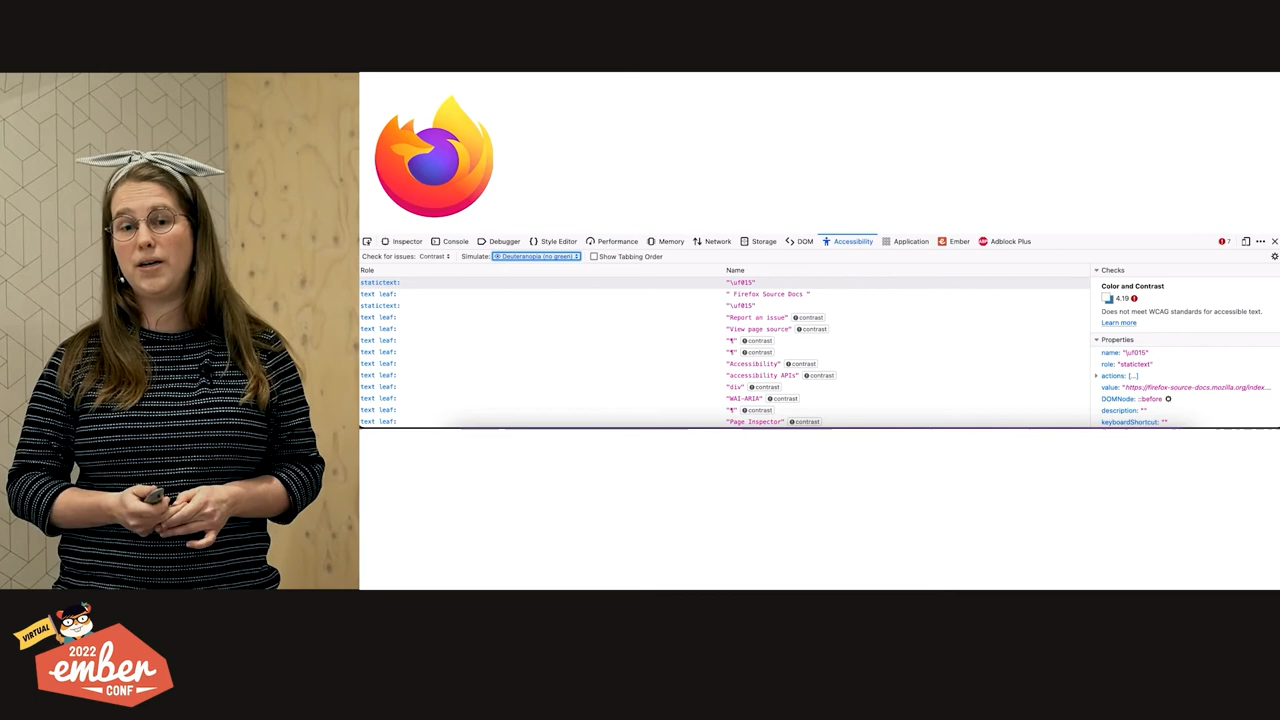 Inspector Console Debugger Style Editor Performance Memory Network Storage DOM Accessibility Application Ember Adblock Plus 7
Check for issues: Contrast Simulate: Deuteranopia (no green) Show Tabbing Order
Role Name
statictext: "\uf015"
text leaf: " Firefox Source Docs "
statictext: "\uf015"
text leaf: "Report an issue" contrast
text leaf: "View page source" contrast
text leaf: "¶" contrast
text leaf: "¶" contrast
text leaf: "Accessibility" contrast
text leaf: "accessibility APIs" contrast
text leaf: "div" contrast
text leaf: "WAI-ARIA" contrast
text leaf: "¶" contrast
text leaf: "Page Inspector" contrast
Checks
Color and Contrast
4.19
Does not meet WCAG standards for accessible text.
Learn more
Properties
name: "\uf015"
role: "statictext"
actions: […]
value: "https://firefox-source-docs.mozilla.org/index…
DOMNode: ::before
description: ""
keyboardShortcut: ""
VIRTUAL
2022
ember
CONF